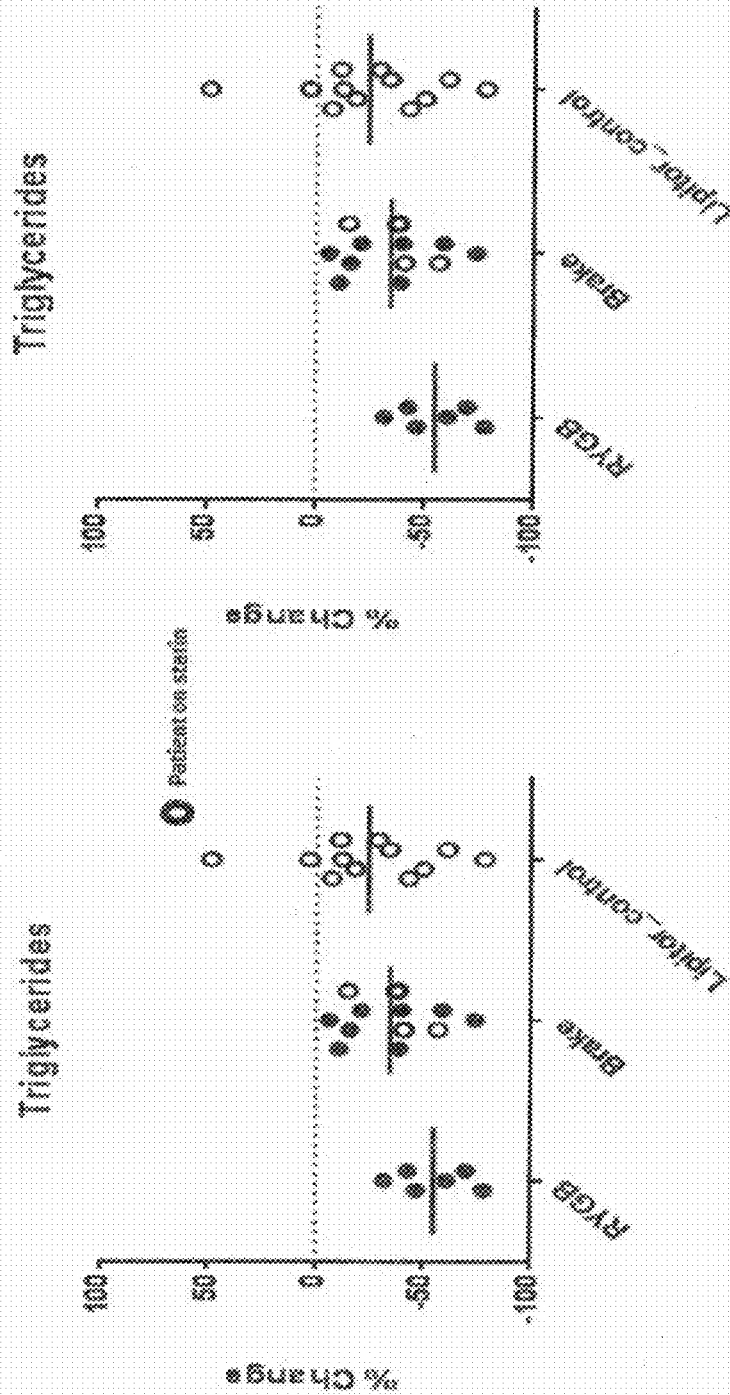 Triglycerides
% Change
100
50
0
-50
-100
RYGB
Brake
Lipitor_control
Patient on statin
Triglycerides
% Change
100
50
0
-50
-100
RYGB
Brake
Lipitor_control